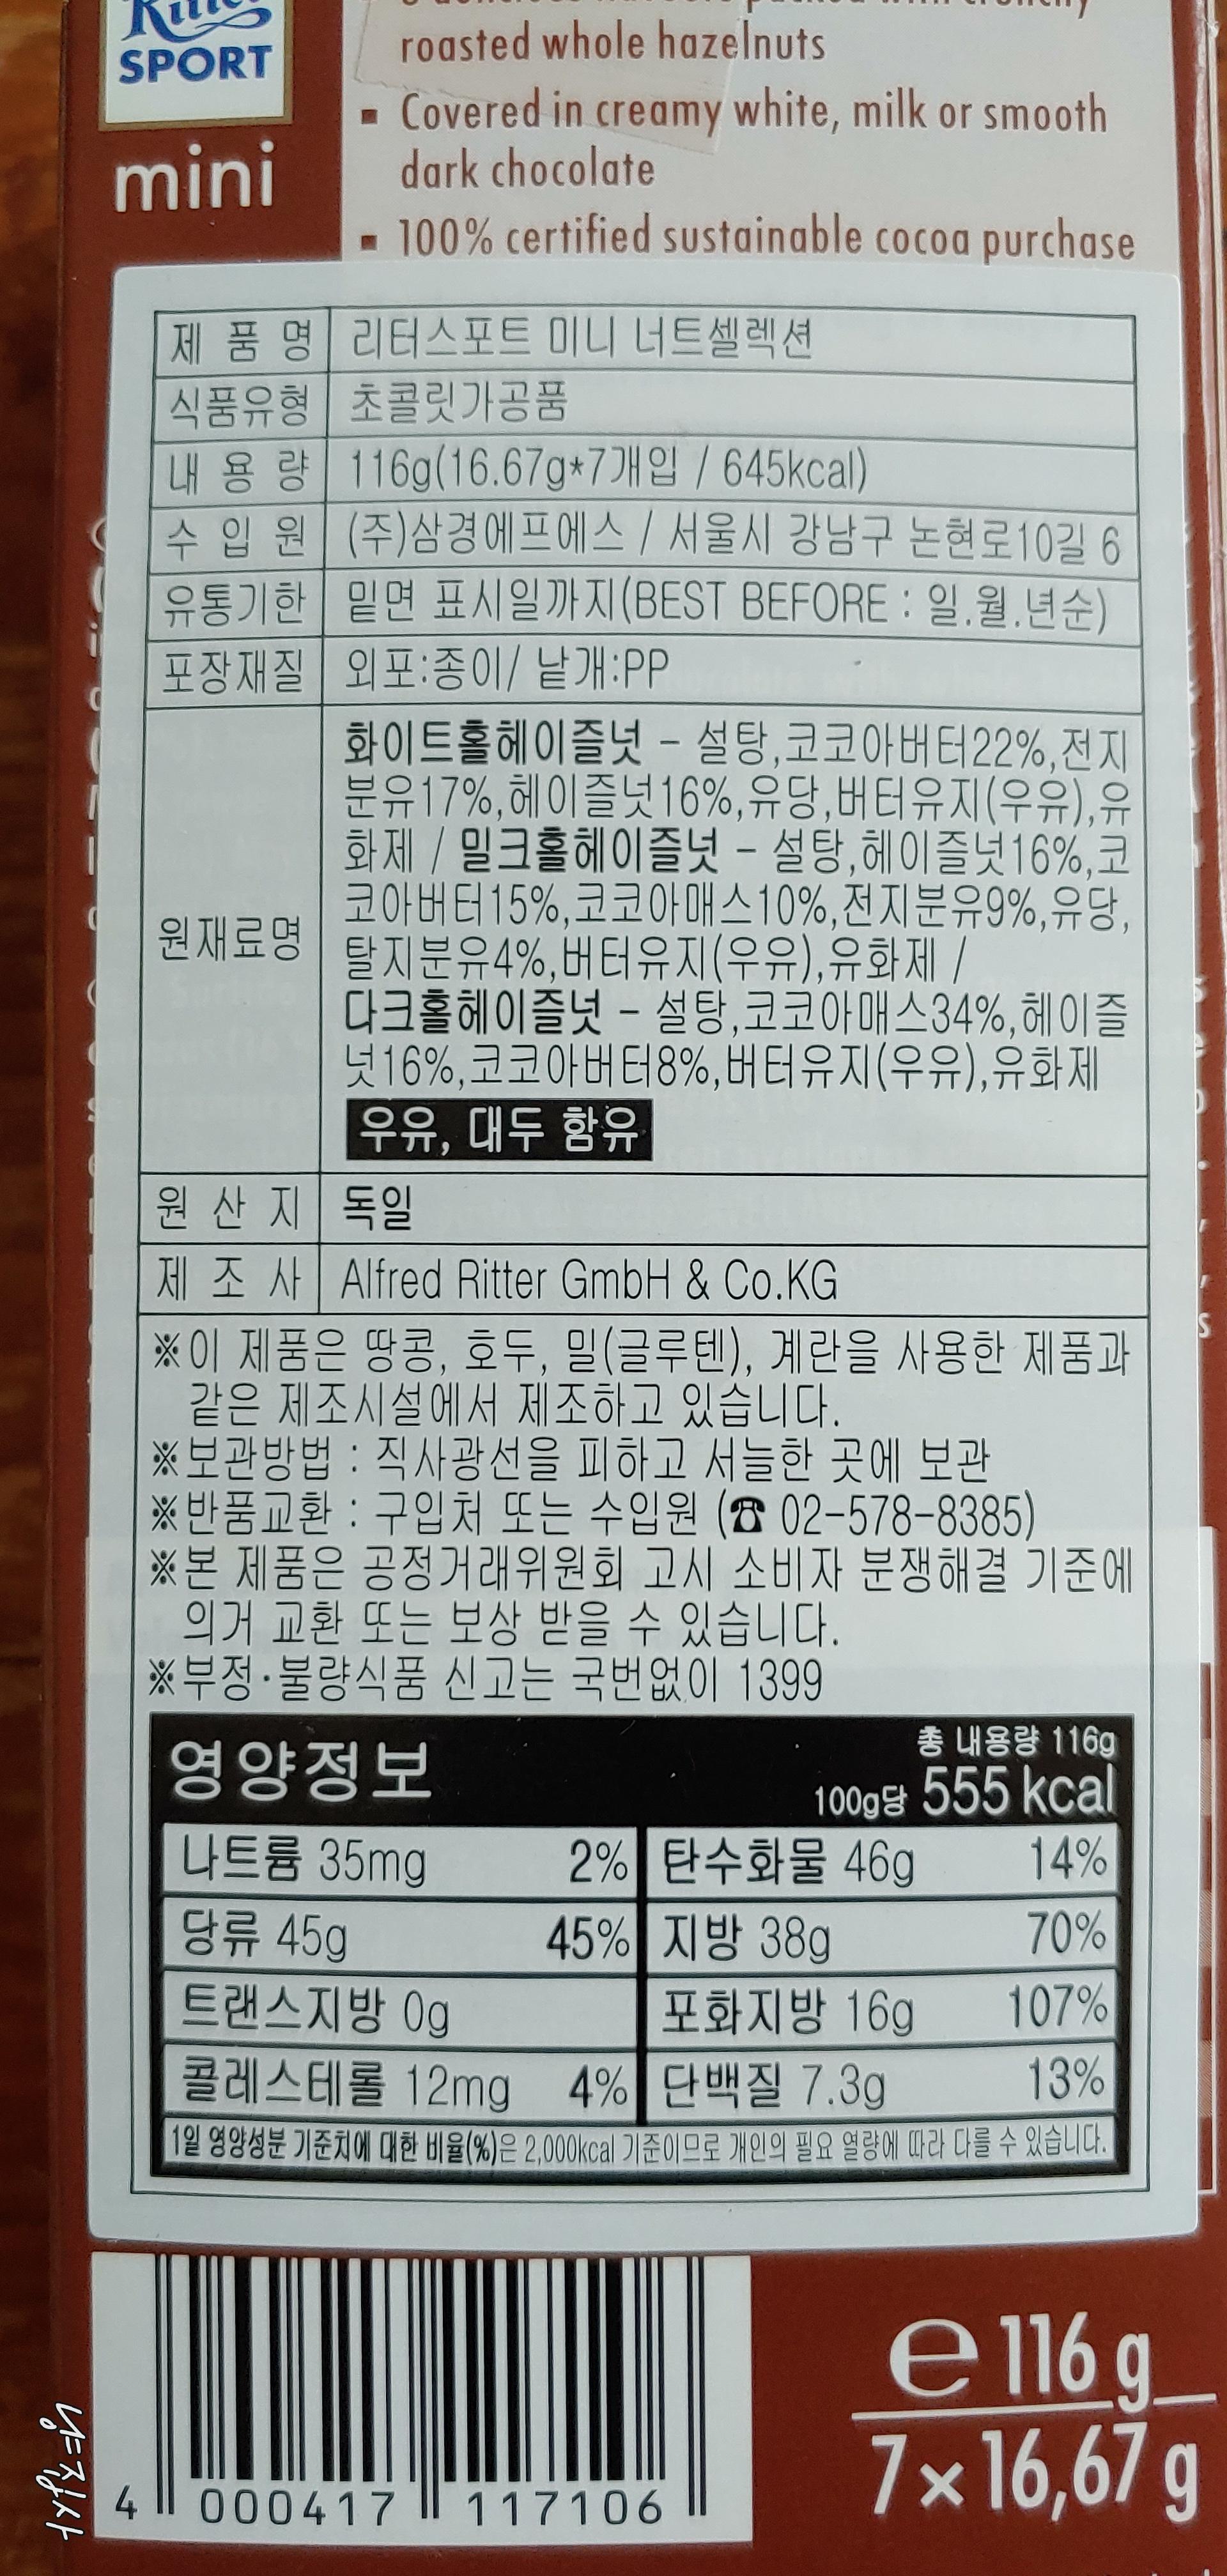 Ritter
SPORT
mini
roasted whole hazelnuts
▪ Covered in creamy white, milk or smooth
dark chocolate
▪ 100% certified sustainable cocoa purchase
제 품 명 리터스포트 미니 너트셀렉션
식품유형 초콜릿가공품
내 용 량 116g(16.67g*7개입 / 645kcal)
수 입 원 (주)삼경에프에스 / 서울시 강남구 논현로10길 6
유통기한 밑면 표시일까지(BEST BEFORE : 일.월.년순)
포장재질 외포:종이/ 낱개:PP
원재료명
화이트홀헤이즐넛 - 설탕,코코아버터22%,전지
분유17%,헤이즐넛16%,유당,버터유지(우유),유
화제 / 밀크홀헤이즐넛 - 설탕,헤이즐넛16%,코
코아버터15%,코코아매스10%,전지분유9%,유당,
탈지분유4%,버터유지(우유),유화제 /
다크홀헤이즐넛 - 설탕,코코아매스34%,헤이즐
넛16%,코코아버터8%,버터유지(우유),유화제
우유, 대두 함유
원 산 지 독일
제 조 사 Alfred Ritter GmbH & Co.KG
※이 제품은 땅콩, 호두, 밀(글루텐), 계란을 사용한 제품과
같은 제조시설에서 제조하고 있습니다.
※보관방법 : 직사광선을 피하고 서늘한 곳에 보관
※반품교환 : 구입처 또는 수입원 (☎ 02-578-8385)
※본 제품은 공정거래위원회 고시 소비자 분쟁해결 기준에
의거 교환 또는 보상 받을 수 있습니다.
※부정·불량식품 신고는 국번없이 1399
영양정보
총 내용량 116g
100g당 555 kcal
나트륨 35mg 2% 탄수화물 46g 14%
당류 45g 45% 지방 38g 70%
트랜스지방 0g 포화지방 16g 107%
콜레스테롤 12mg 4% 단백질 7.3g 13%
1일 영양성분 기준치에 대한 비율(%)은 2,000kcal 기준이므로 개인의 필요 열량에 따라 다를 수 있습니다.
4 000417 117106
e 116 g
7 x 16,67 g
냥집사